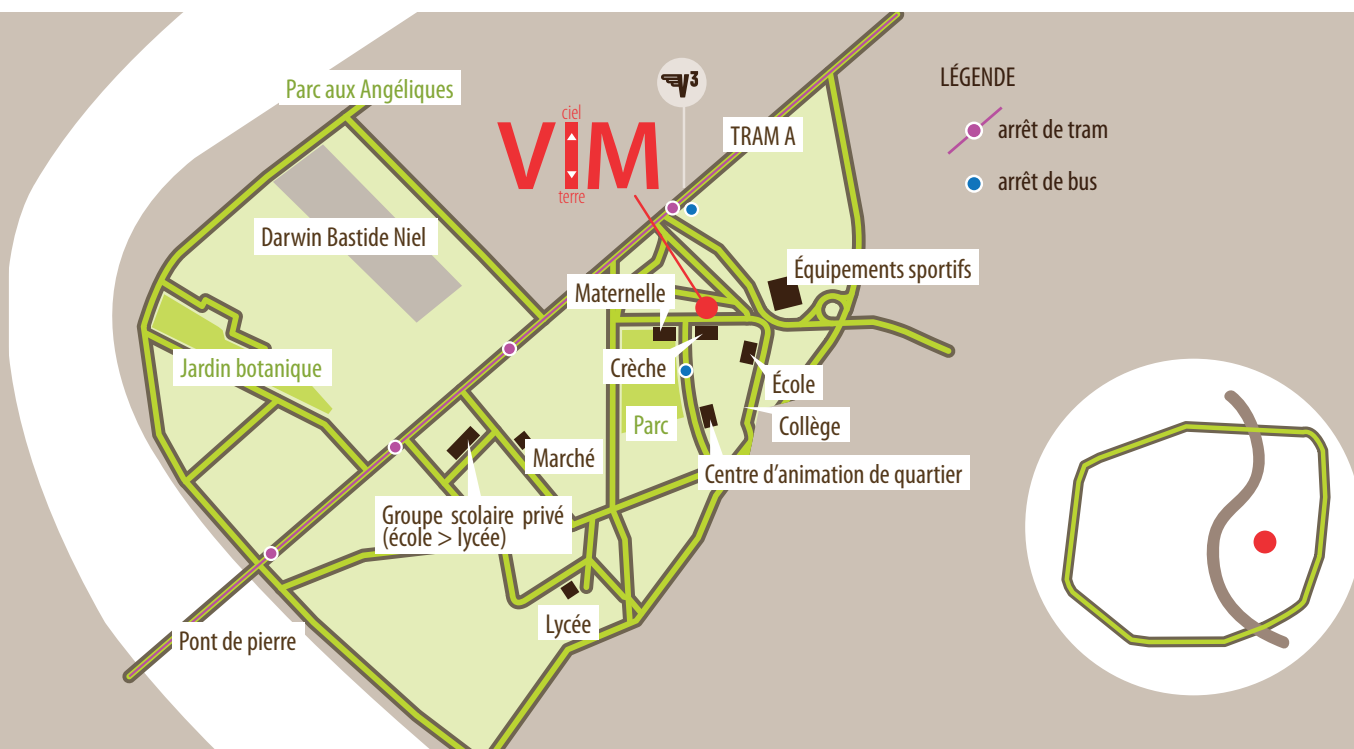 Parc aux Angéliques
V3
LÉGENDE
arrêt de tram
arrêt de bus
ciel
VIM
terre
TRAM A
Darwin Bastide Niel
Équipements sportifs
Maternelle
Jardin botanique
Crèche
École
Parc
Collège
Marché
Centre d'animation de quartier
Groupe scolaire privé
(école > lycée)
Lycée
Pont de pierre